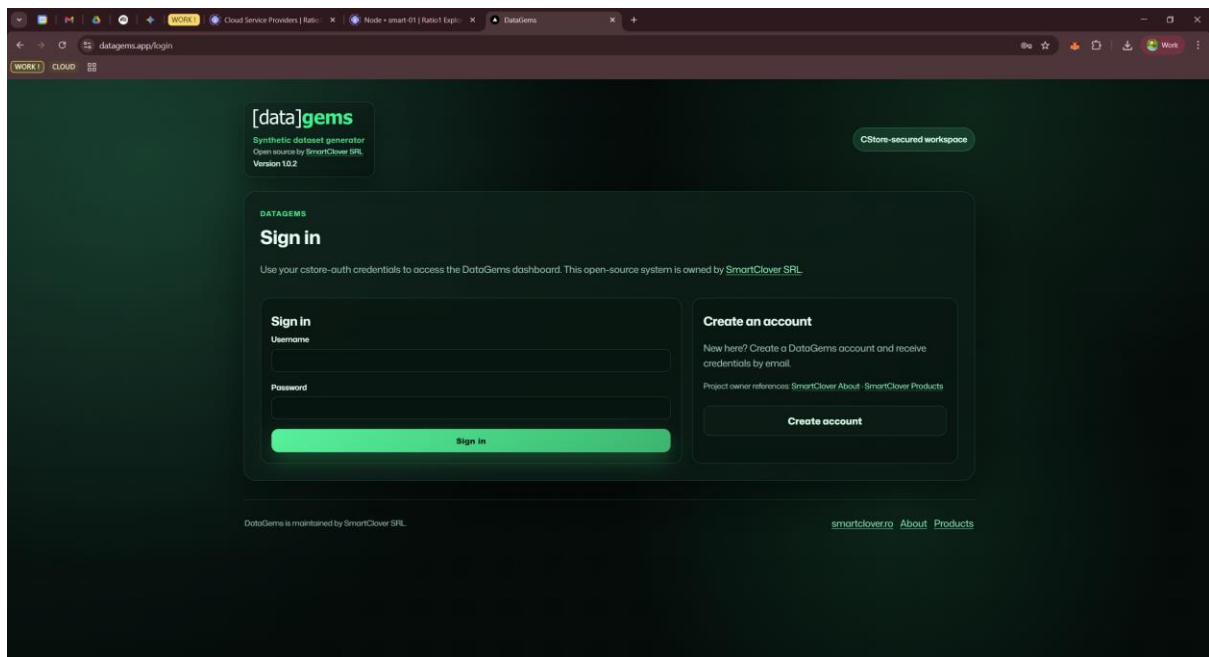 WORK !
Cloud Service Providers | Ratio1
Node • smart-01 | Ratio1 Explo
DataGems
datagems.app/login
Work
WORK !
CLOUD
[data]gems
Synthetic dataset generator
Open source by SmartClover SRL
Version 1.0.2
CStore-secured workspace
DATAGEMS
Sign in
Use your cstore-auth credentials to access the DataGems dashboard. This open-source system is owned by SmartClover SRL.
Sign in
Username
Password
Sign in
Create an account
New here? Create a DataGems account and receive
credentials by email.
Project owner references: SmartClover About · SmartClover Products
Create account
DataGems is maintained by SmartClover SRL.
smartclover.ro About Products